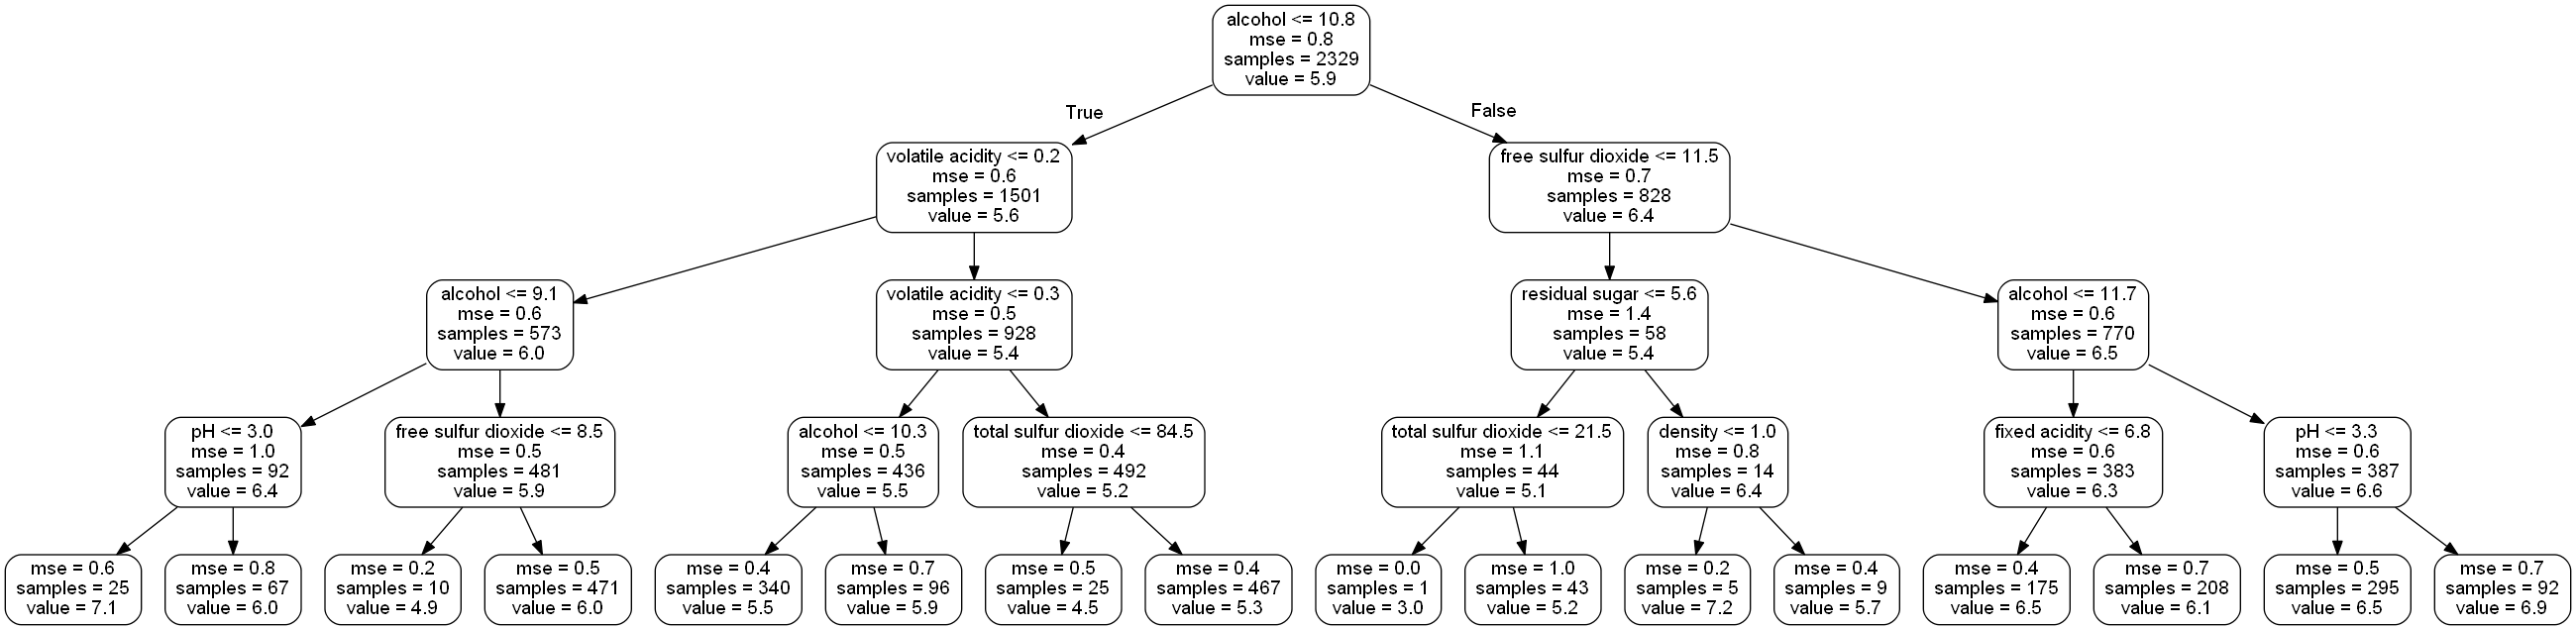 alcohol <= 10.8
mse = 0.8
samples = 2329
value = 5.9
True
False
volatile acidity <= 0.2
mse = 0.6
samples = 1501
value = 5.6
free sulfur dioxide <= 11.5
mse = 0.7
samples = 828
value = 6.4
alcohol <= 9.1
mse = 0.6
samples = 573
value = 6.0
volatile acidity <= 0.3
mse = 0.5
samples = 928
value = 5.4
residual sugar <= 5.6
mse = 1.4
samples = 58
value = 5.4
alcohol <= 11.7
mse = 0.6
samples = 770
value = 6.5
pH <= 3.0
mse = 1.0
samples = 92
value = 6.4
free sulfur dioxide <= 8.5
mse = 0.5
samples = 481
value = 5.9
alcohol <= 10.3
mse = 0.5
samples = 436
value = 5.5
total sulfur dioxide <= 84.5
mse = 0.4
samples = 492
value = 5.2
total sulfur dioxide <= 21.5
mse = 1.1
samples = 44
value = 5.1
density <= 1.0
mse = 0.8
samples = 14
value = 6.4
fixed acidity <= 6.8
mse = 0.6
samples = 383
value = 6.3
pH <= 3.3
mse = 0.6
samples = 387
value = 6.6
mse = 0.6
samples = 25
value = 7.1
mse = 0.8
samples = 67
value = 6.0
mse = 0.2
samples = 10
value = 4.9
mse = 0.5
samples = 471
value = 6.0
mse = 0.4
samples = 340
value = 5.5
mse = 0.7
samples = 96
value = 5.9
mse = 0.5
samples = 25
value = 4.5
mse = 0.4
samples = 467
value = 5.3
mse = 0.0
samples = 1
value = 3.0
mse = 1.0
samples = 43
value = 5.2
mse = 0.2
samples = 5
value = 7.2
mse = 0.4
samples = 9
value = 5.7
mse = 0.4
samples = 175
value = 6.5
mse = 0.7
samples = 208
value = 6.1
mse = 0.5
samples = 295
value = 6.5
mse = 0.7
samples = 92
value = 6.9